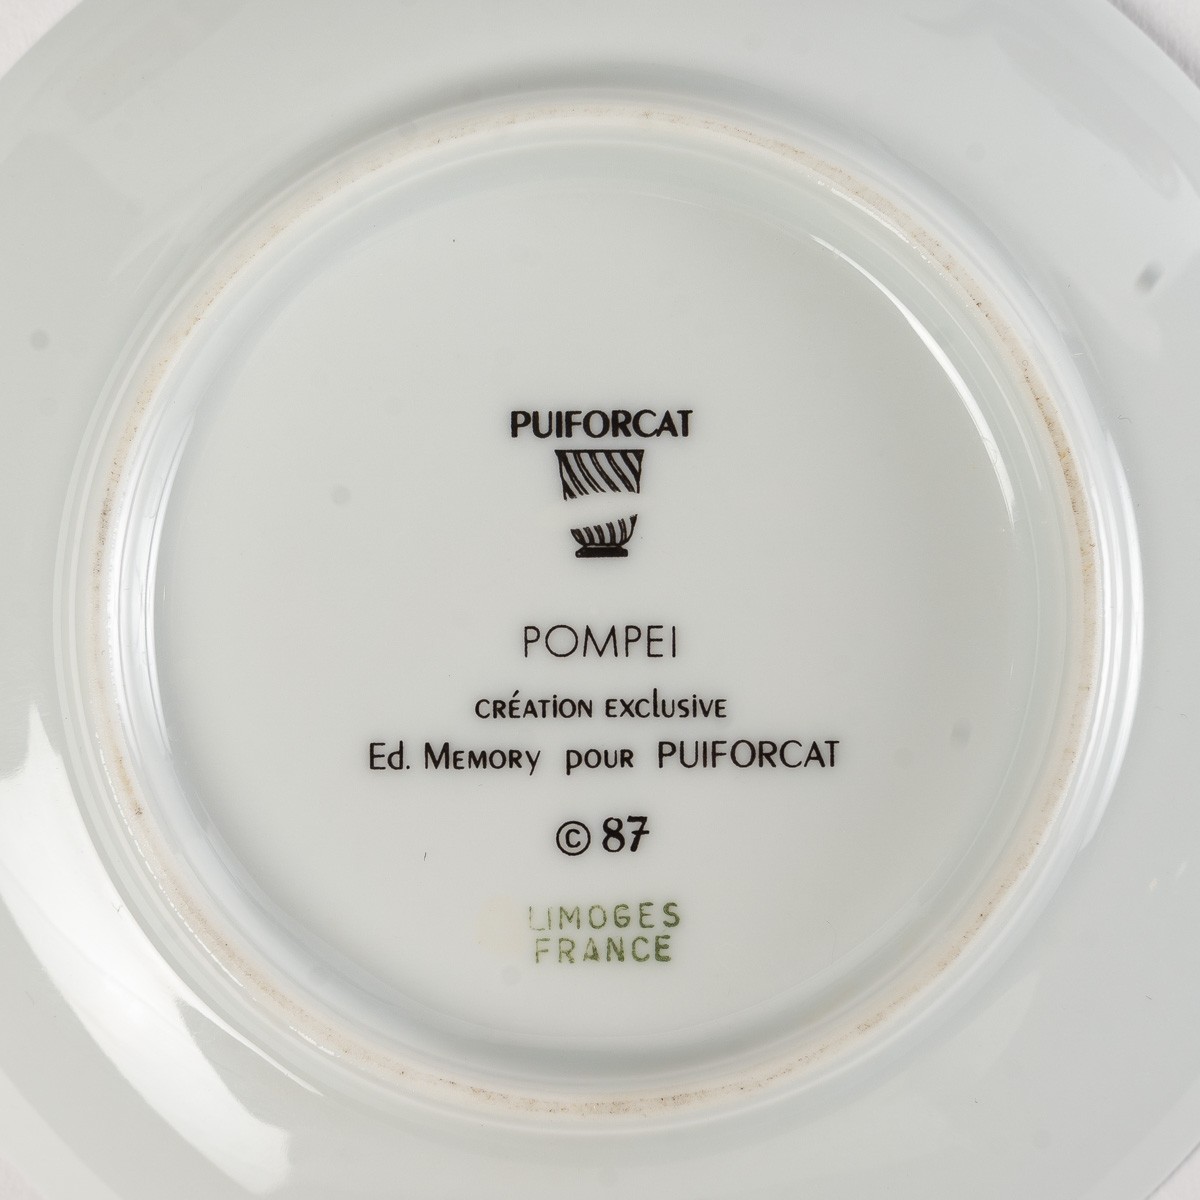 PUIFORCAT
POMPEI
CRÉATION EXCLUSIVE
Ed. MEMORY POUR PUIFORCAT
© 87
LIMOGES
FRANCE